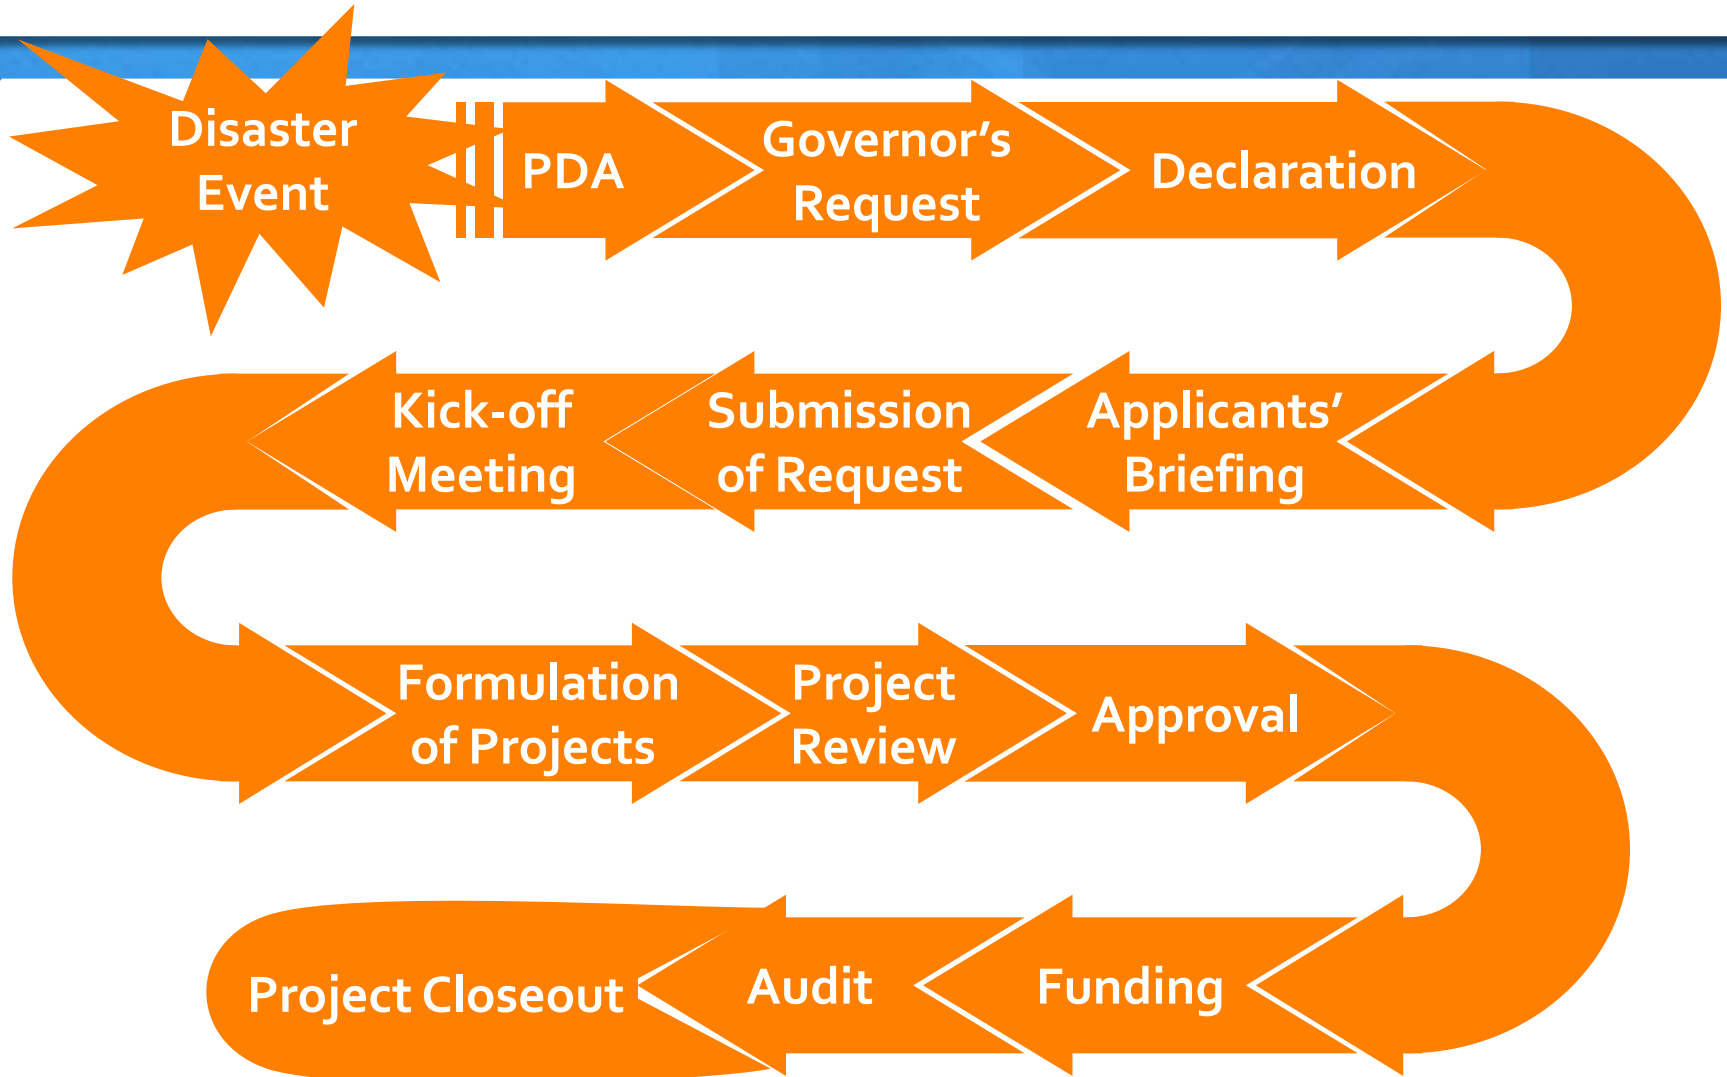 Disaster
Event
PDA
Governor's
Request
Declaration
Applicants'
Briefing
Submission
of Request
Kick-off
Meeting
Formulation
of Projects
Project
Review
Approval
Funding
Audit
Project Closeout